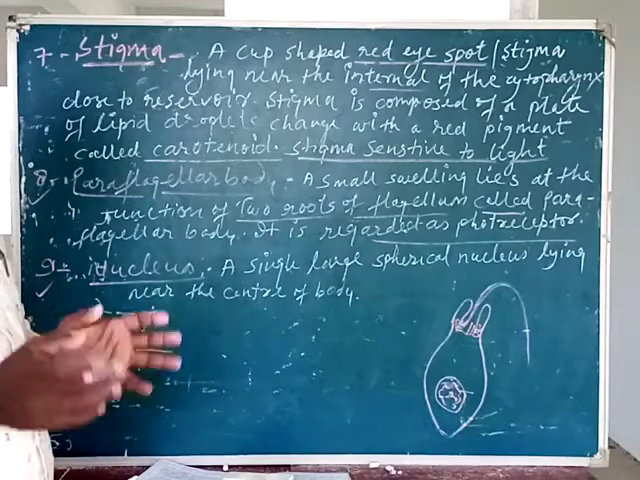 7 - Stigma - A cup shaped red eye spot / stigma
lying near the internal of the cytopharynx
close to reservoir. Stigma is composed of a plate
of lipid droplets change with a red pigment
called carotenoid. stigma senstive to light
8. Paraflagellar body - A small swelling lies at the
junction of Two roots of flagellum called Para-
flagellar body. It is regarded as photreceptor.
9 - nucleus. A single large spherical nucleus lying
near the centre of body.